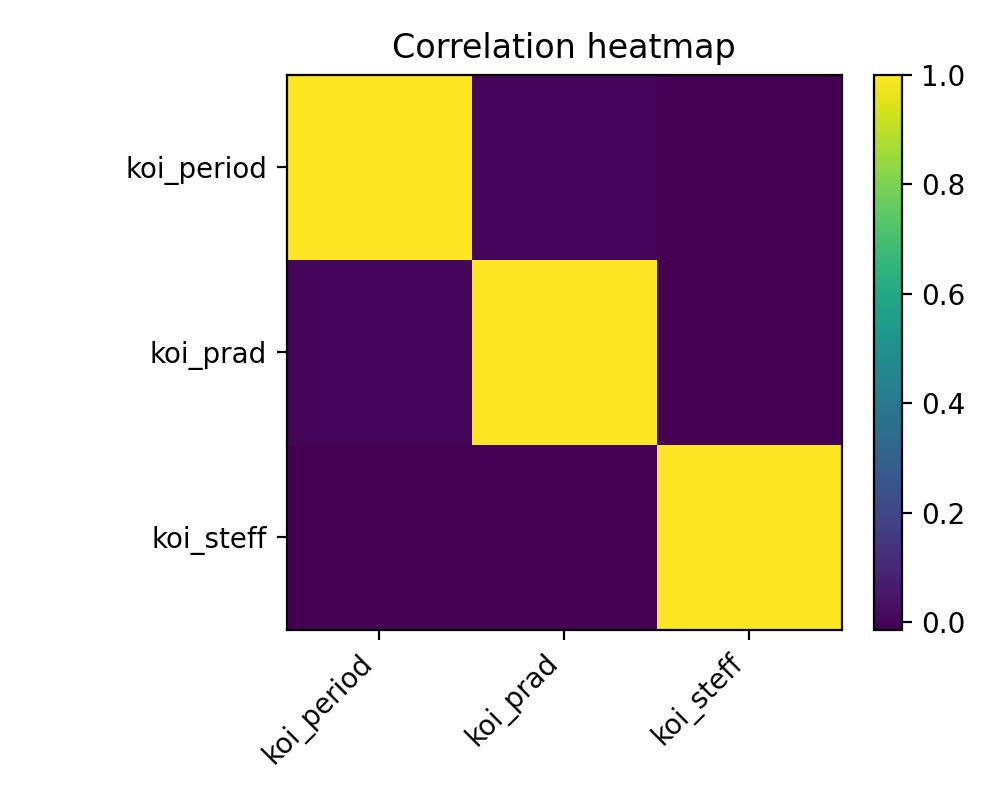 Correlation heatmap
koi_period
koi_prad
koi_steff
koi_period
koi_prad
koi_steff
1.0
0.8
0.6
0.4
0.2
0.0